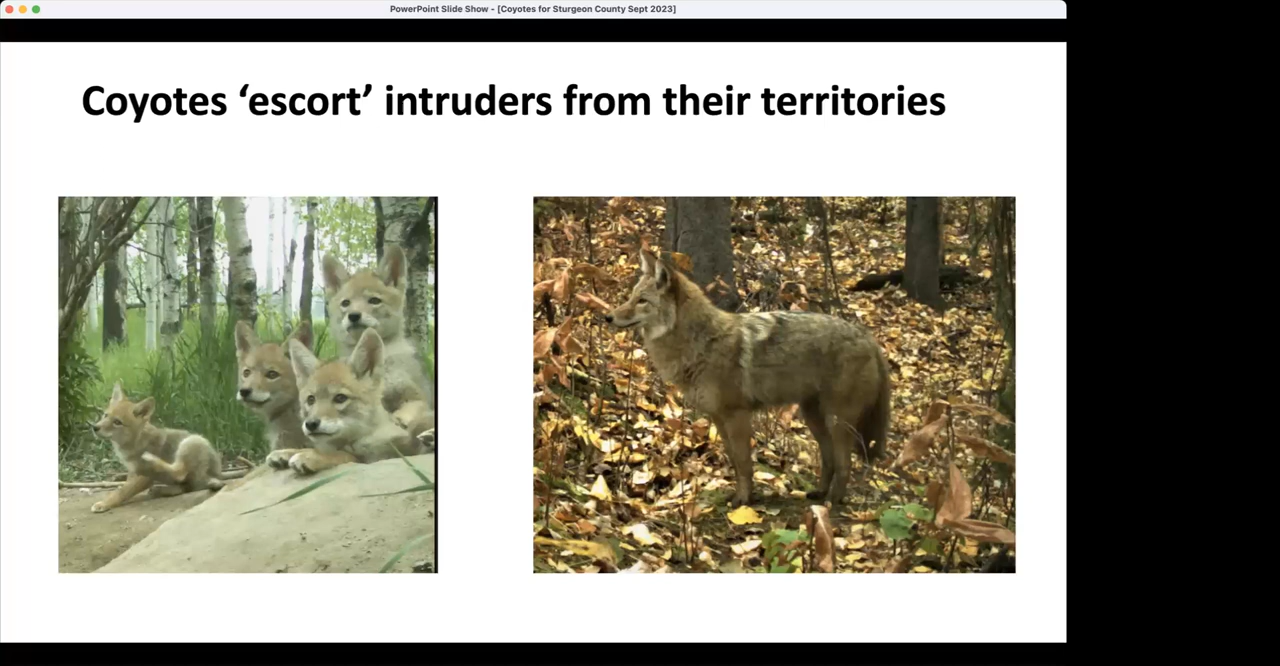 PowerPoint Slide Show - [Coyotes for Sturgeon County Sept 2023]
Coyotes ‘escort’ intruders from their territories